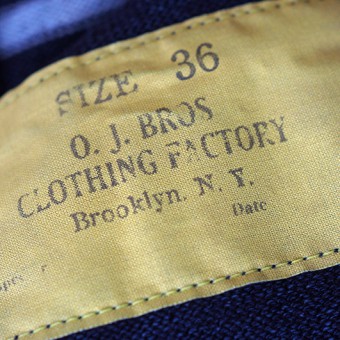 SIZE 36
O. J. BROS
CLOTHING FACTORY
Brooklyn. N. Y.
Date